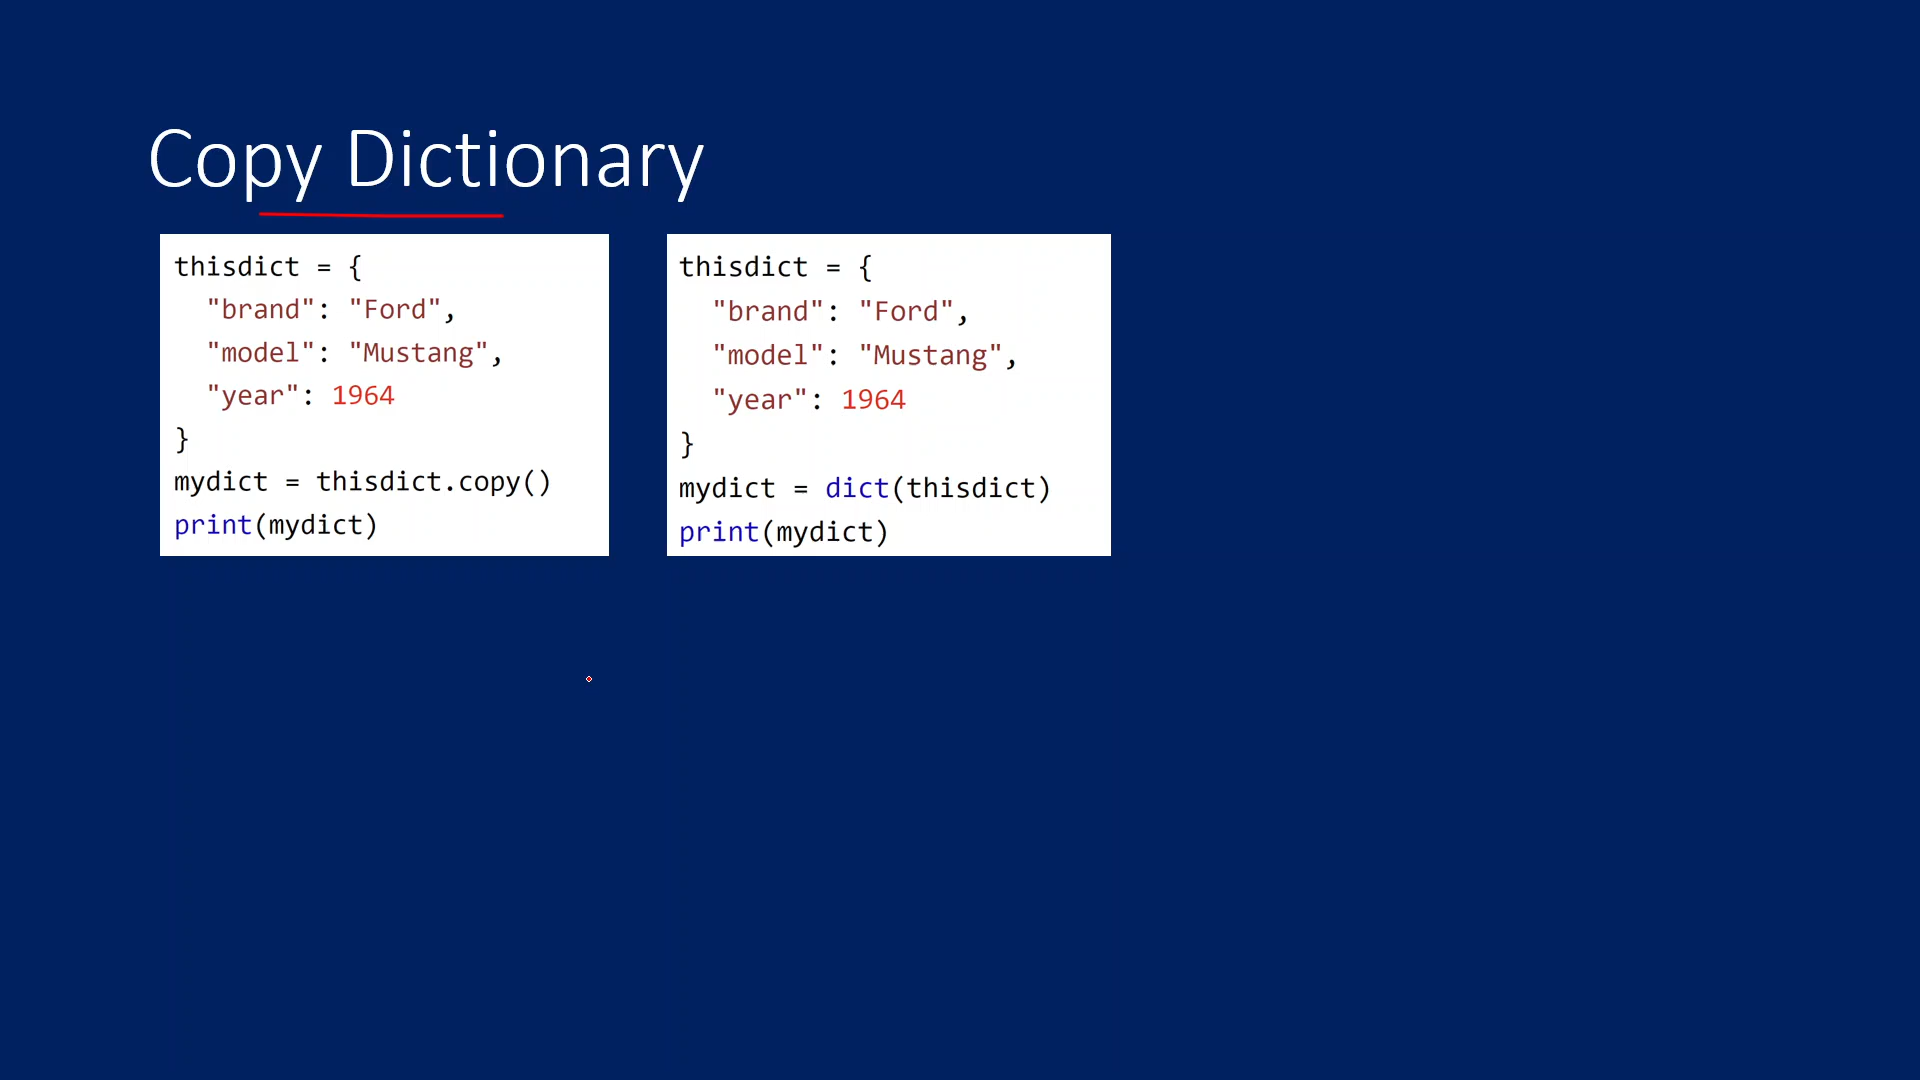 Copy Dictionary
thisdict = {
  "brand": "Ford",
  "model": "Mustang",
  "year": 1964
}
mydict = thisdict.copy()
print(mydict)
thisdict = {
  "brand": "Ford",
  "model": "Mustang",
  "year": 1964
}
mydict = dict(thisdict)
print(mydict)